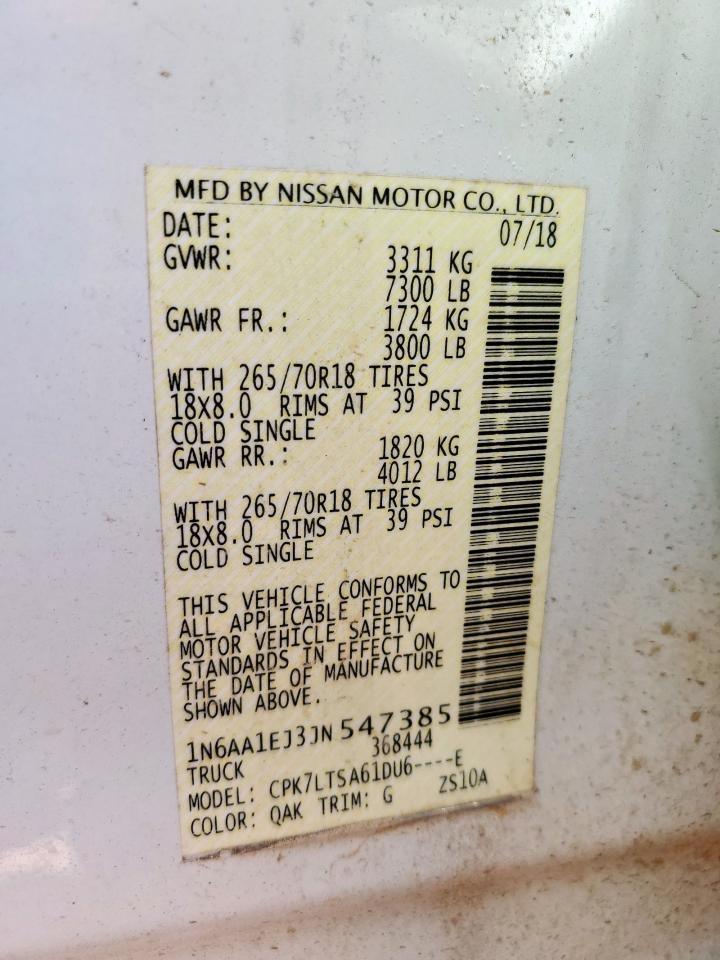 MFD BY NISSAN MOTOR CO., LTD.
DATE: 07/18
GVWR: 3311 KG
7300 LB
GAWR FR.: 1724 KG
3800 LB
WITH 265/70R18 TIRES
18X8.0 RIMS AT 39 PSI
COLD SINGLE
GAWR RR.: 1820 KG
4012 LB
WITH 265/70R18 TIRES
18X8.0 RIMS AT 39 PSI
COLD SINGLE
THIS VEHICLE CONFORMS TO
ALL APPLICABLE FEDERAL
MOTOR VEHICLE SAFETY
STANDARDS IN EFFECT ON
THE DATE OF MANUFACTURE
SHOWN ABOVE.
1N6AA1EJ3JN547385
TRUCK 368444
MODEL: CPK7LTSA61DU6----E
COLOR: QAK TRIM: G ZS10A